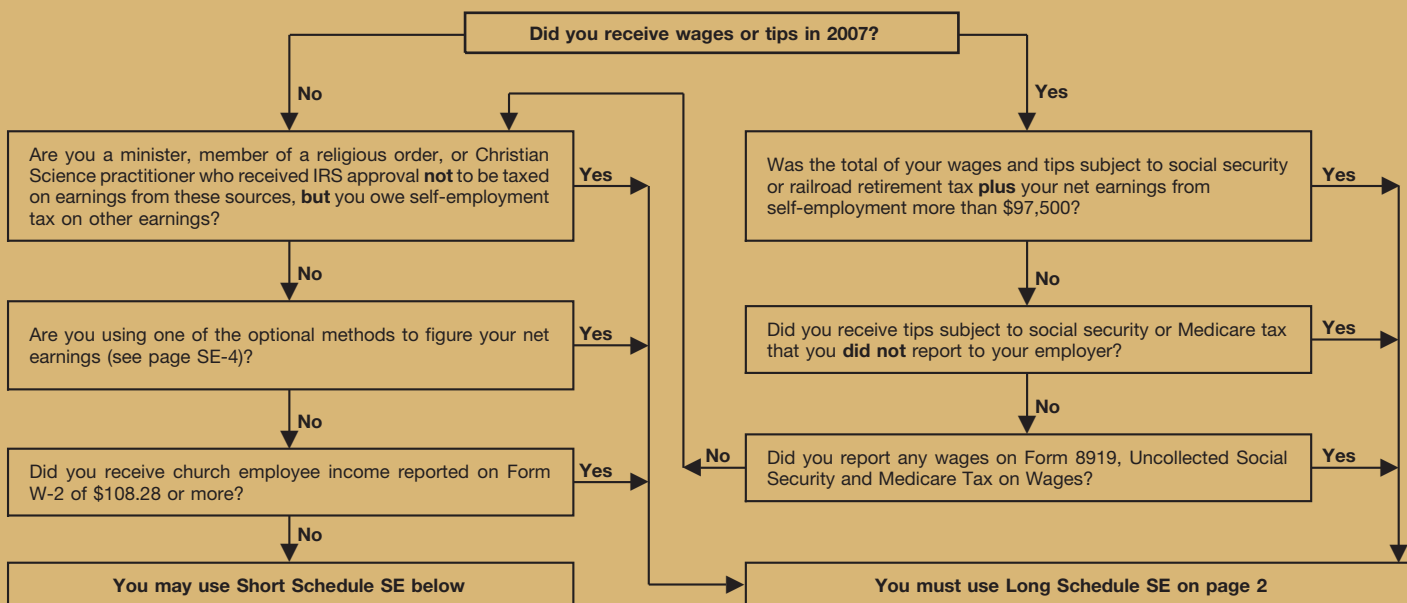 Did you receive wages or tips in 2007?
No
Yes
Are you a minister, member of a religious order, or Christian
Science practitioner who received IRS approval not to be taxed
on earnings from these sources, but you owe self-employment
tax on other earnings?
Yes
No
Are you using one of the optional methods to figure your net
earnings (see page SE-4)?
Yes
No
Did you receive church employee income reported on Form
W-2 of $108.28 or more?
Yes
No
You may use Short Schedule SE below
Was the total of your wages and tips subject to social security
or railroad retirement tax plus your net earnings from
self-employment more than $97,500?
Yes
No
Did you receive tips subject to social security or Medicare tax
that you did not report to your employer?
Yes
No
No
Did you report any wages on Form 8919, Uncollected Social
Security and Medicare Tax on Wages?
Yes
You must use Long Schedule SE on page 2